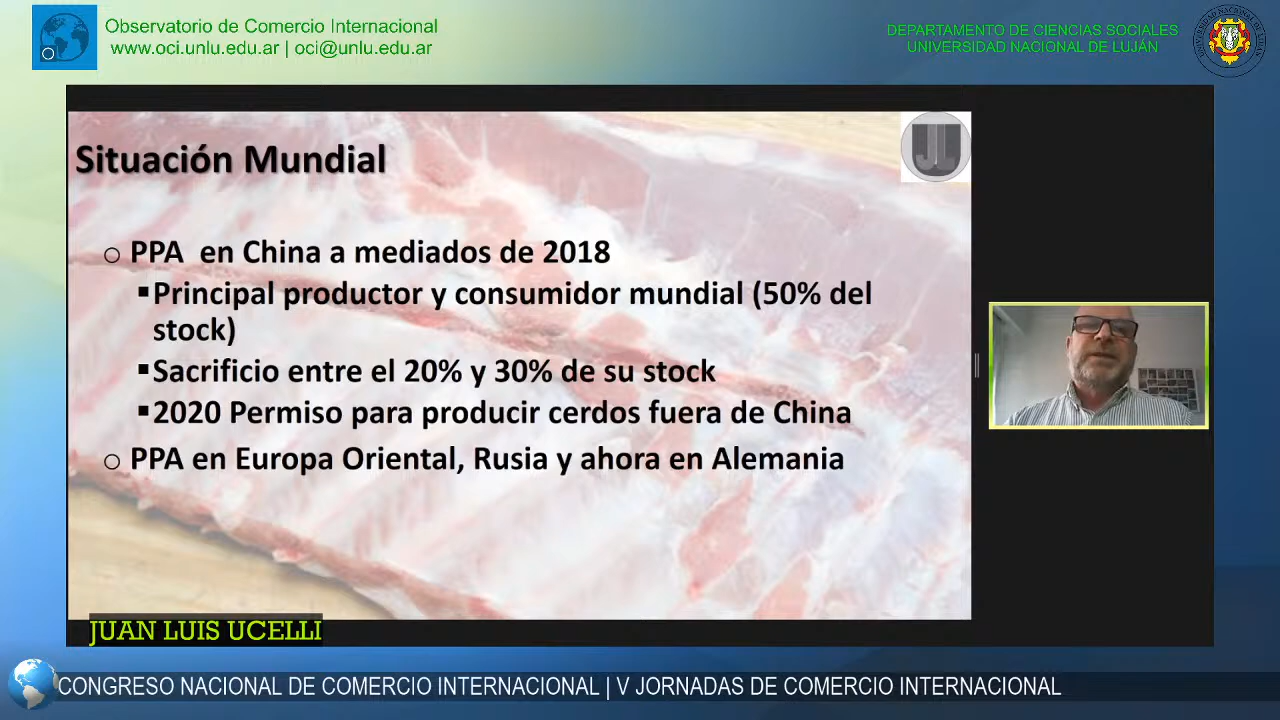 Observatorio de Comercio Internacional
www.oci.unlu.edu.ar | oci@unlu.edu.ar
DEPARTAMENTO DE CIENCIAS SOCIALES
UNIVERSIDAD NACIONAL DE LUJÁN
Situación Mundial
PPA en China a mediados de 2018
Principal productor y consumidor mundial (50% del
stock)
Sacrificio entre el 20% y 30% de su stock
2020 Permiso para producir cerdos fuera de China
PPA en Europa Oriental, Rusia y ahora en Alemania
JUAN LUIS UCELLI
CONGRESO NACIONAL DE COMERCIO INTERNACIONAL | V JORNADAS DE COMERCIO INTERNACIONAL